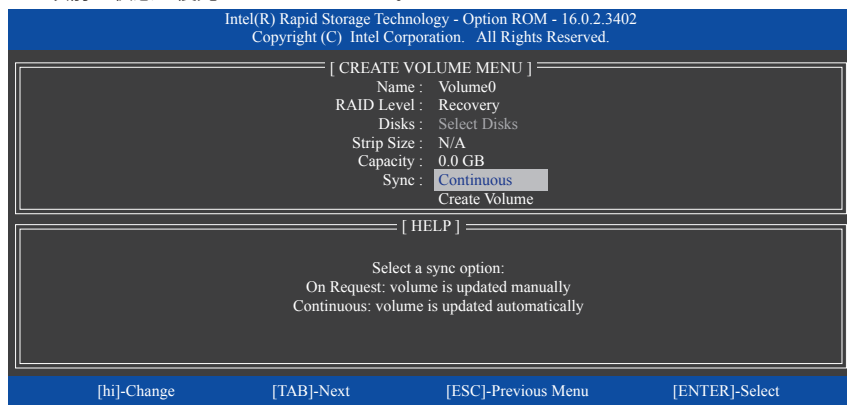 Intel(R) Rapid Storage Technology - Option ROM - 16.0.2.3402
Copyright (C) Intel Corporation. All Rights Reserved.
[ CREATE VOLUME MENU ]
Name : Volume0
RAID Level : Recovery
Disks : Select Disks
Strip Size : N/A
Capacity : 0.0 GB
Sync : Continuous
Create Volume
[ HELP ]
Select a sync option:
On Request: volume is updated manually
Continuous: volume is updated automatically
[hi]-Change [TAB]-Next [ESC]-Previous Menu [ENTER]-Select